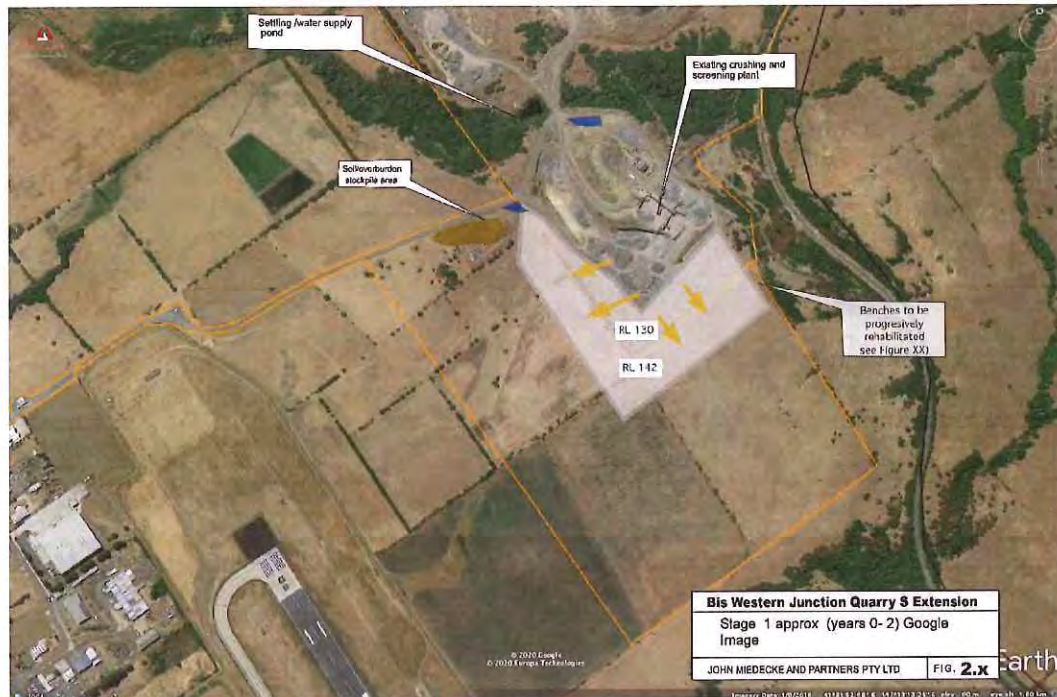 Settling /water supply
pond
Existing crushing and
screening plant
Soil/overburden
stockpile area
RL 130
RL 142
Benches to be
progresively
rehabilitated
see Figure XX)
© 2020 Google
© 2020 Europa Technologies
Bis Western Junction Quarry S Extension
Stage 1 approx (years 0- 2) Google
Image
JOHN MIEDECKE AND PARTNERS PTY LTD
FIG. 2.x
Earth